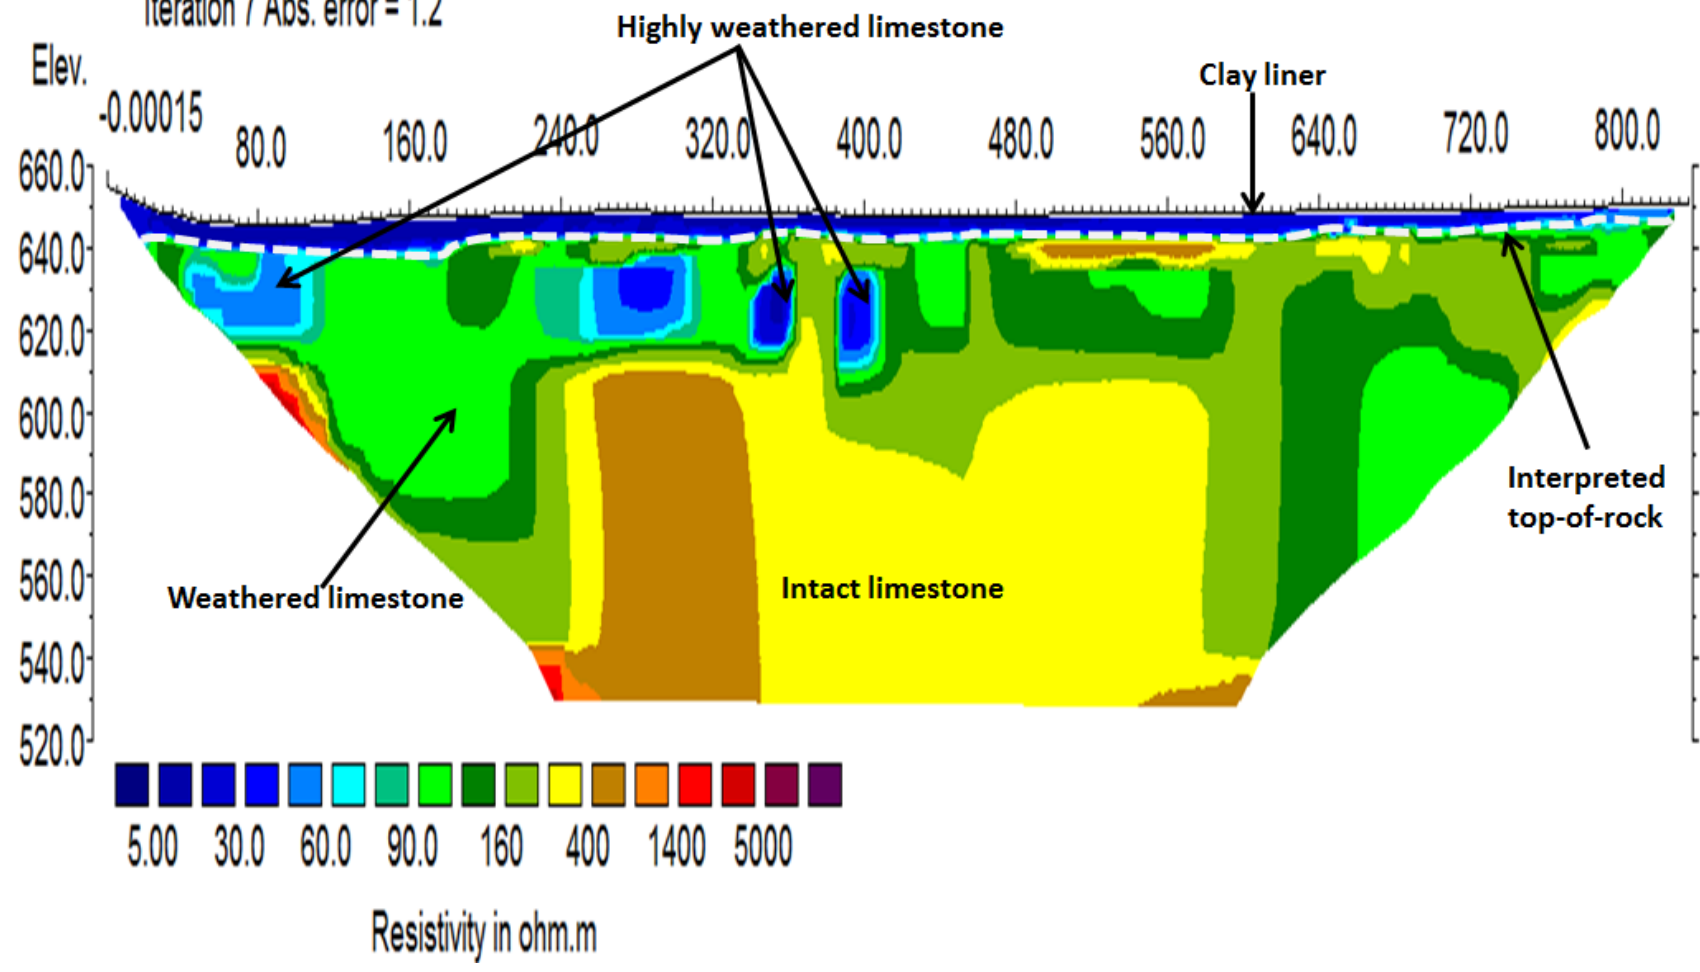 Iteration 7 Abs. error = 1.2
Highly weathered limestone
Clay liner
Elev.
-0.00015 80.0 160.0 240.0 320.0 400.0 480.0 560.0 640.0 720.0 800.0
660.0
640.0
620.0
600.0
580.0
560.0
540.0
520.0
Interpreted
top-of-rock
Weathered limestone
Intact limestone
5.00 30.0 60.0 90.0 160 400 1400 5000
Resistivity in ohm.m